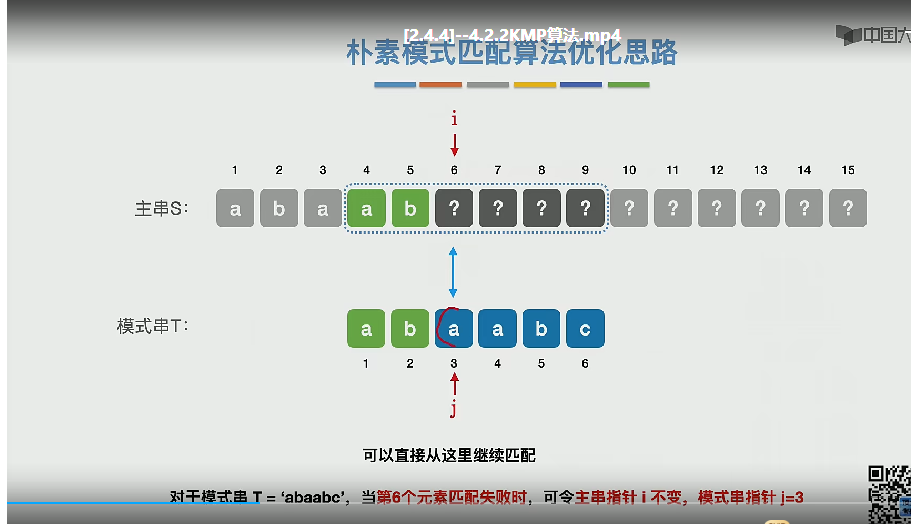 [2.4.4]--4.2.2KMP算法.mp4
中国大
朴素模式匹配算法优化思路
i
1 2 3 4 5 6 7 8 9 10 11 12 13 14 15
主串S: a b a a b ? ? ? ? ? ? ? ? ? ?
模式串T: a b a a b c
1 2 3 4 5 6
j
可以直接从这里继续匹配
对于模式串 T = ‘abaabc’，当第6个元素匹配失败时，可令主串指针 i 不变，模式串指针 j=3